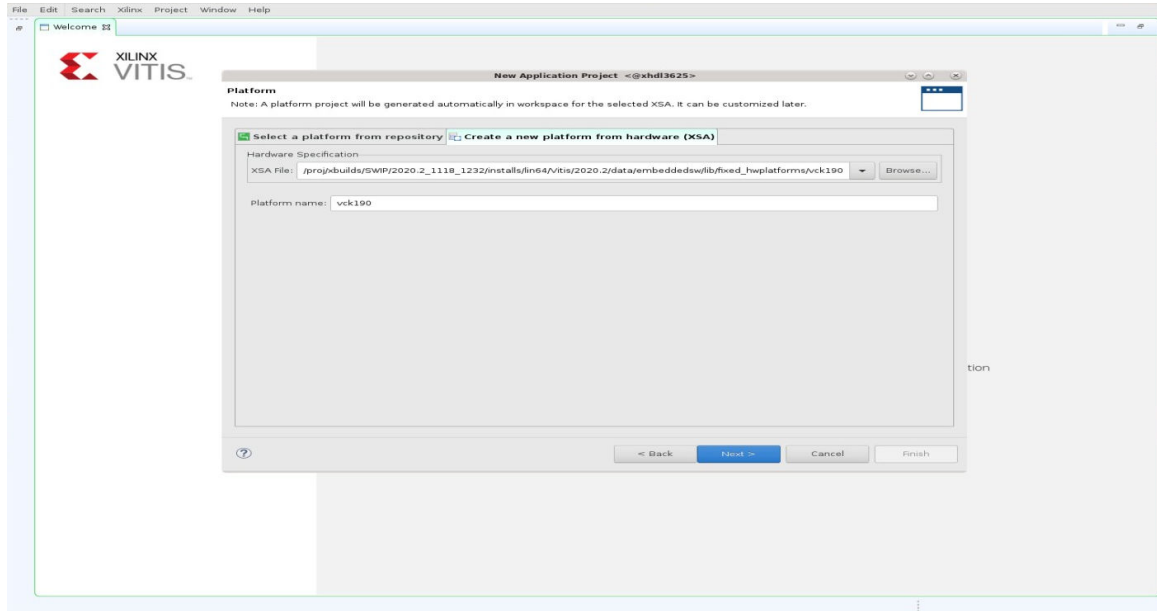 File Edit Search Xilinx Project Window Help
Welcome
XILINX
VITIS
New Application Project <@xhdl3625>
Platform
Note: A platform project will be generated automatically in workspace for the selected XSA. It can be customized later.
Select a platform from repository Create a new platform from hardware (XSA)
Hardware Specification
XSA File: /proj/xbuilds/SWIP/2020.2_1118_1232/installs/lin64/Vitis/2020.2/data/embeddedsw/lib/fixed_hwplatforms/vck190 Browse...
Platform name: vck190
tion
? < Back Next > Cancel Finish